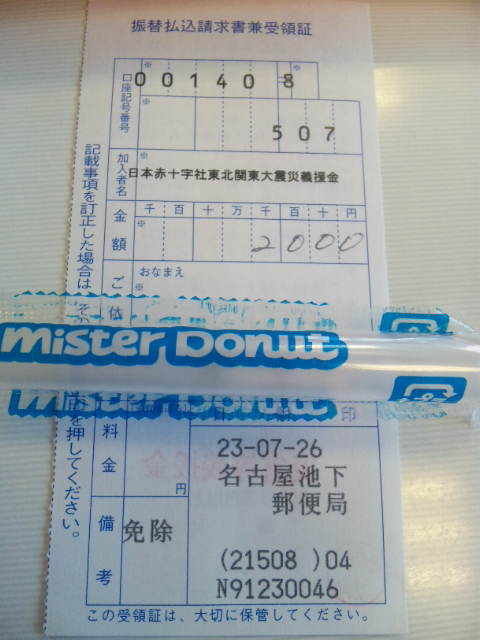 振替払込請求書兼受領証
口座記号番号
※
001408
※
※
507
加入者名
日本赤十字社東北関東大震災義援金
金額
千百十万千百十円
※
2000
おなまえ
※
ご依
mister Donut
mister Donut
料金
円
印
23-07-26
名古屋池下
郵便局
(21508 )04
N91230046
備考
免除
この受領証は、大切に保管してください。
記載事項を訂正した場合は、その
を押してください。